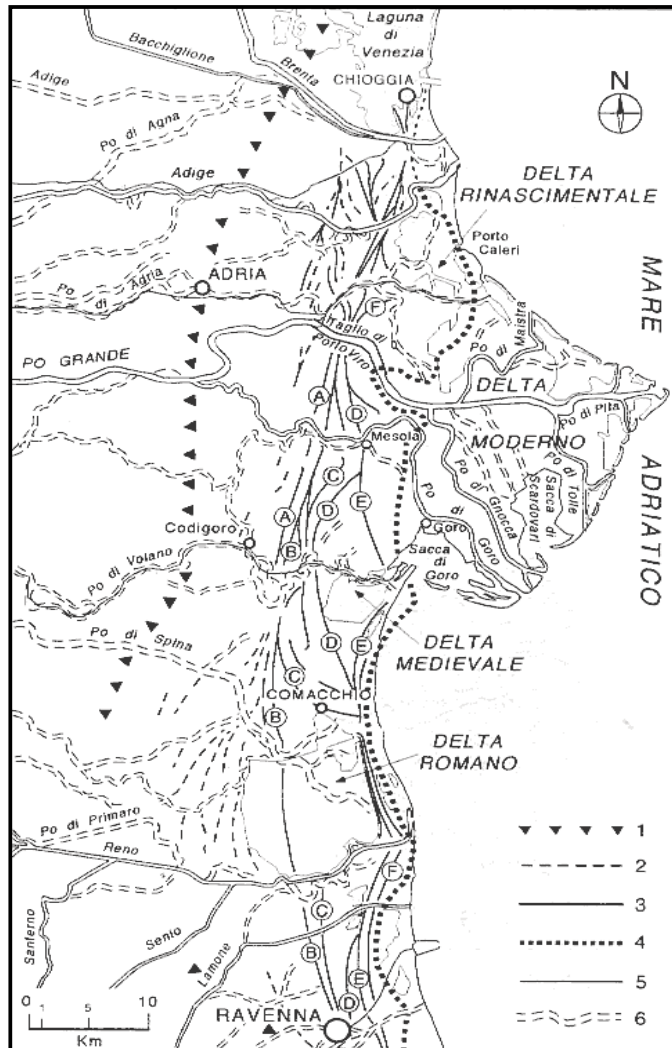 Laguna di
Venezia
Bacchiglione
Brenta
CHIOGGIA
N
Adige
Po di Agna
Adige
DELTA
RINASCIMENTALE
Porto
Caleri
ADRIA
Po di Adria
F
Taglio di
Porto Viro
Po di Maistra
MARE
ADRIATICO
PO GRANDE
DELTA
MODERNO
Po di Pila
A
D
Mesola
C
D
E
A
B
Po di Goro
Goro
Po di Gnocca
Goro
Po di Tolle
Sacca di
Scardovari
Sacca
di
Goro
Codigoro
Po di Volano
Po di Spina
DELTA
MEDIEVALE
D
E
C
B
COMACCHIO
DELTA
ROMANO
Po di Primaro
Reno
F
Santerno
Senio
Lamone
C
B
E
D
RAVENNA
0 10
Km
1
2
3
4
5
6